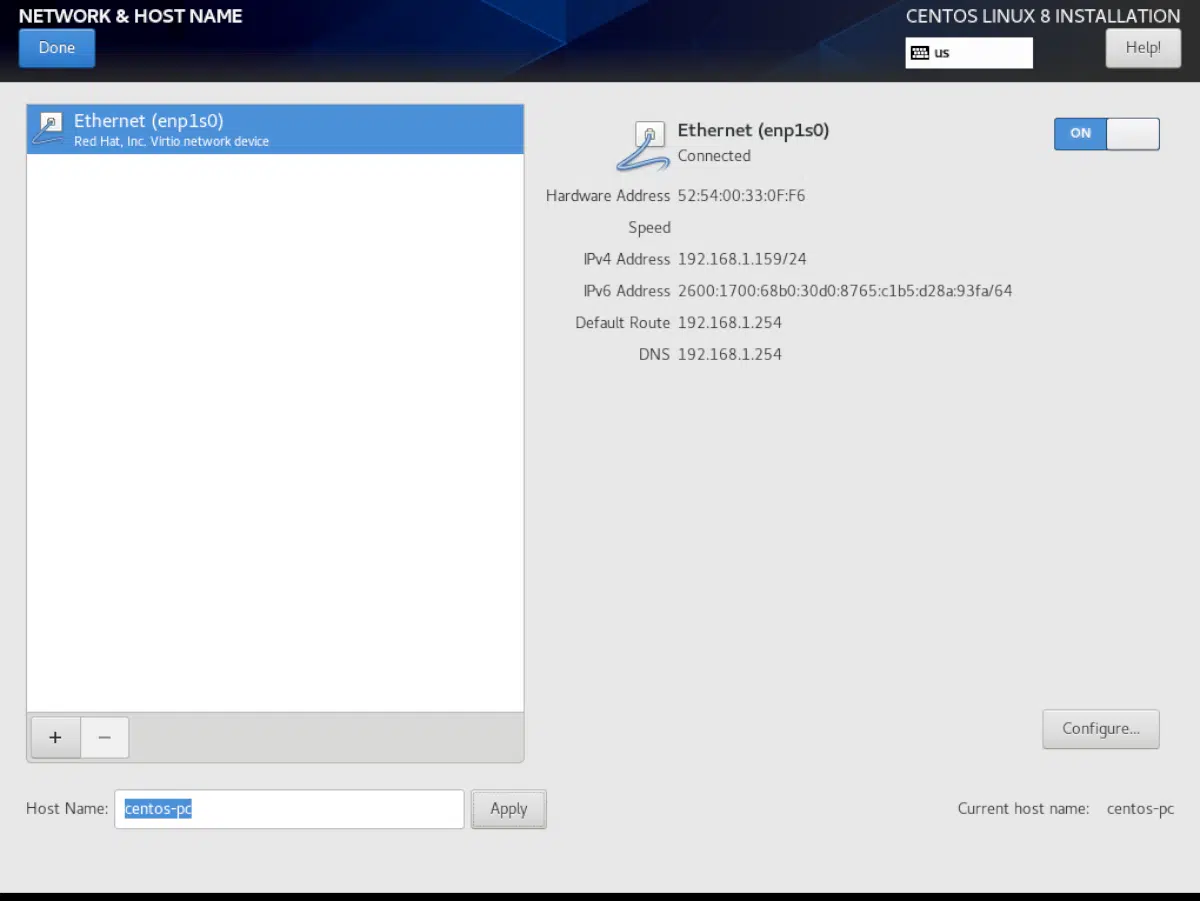 NETWORK & HOST NAME
CENTOS LINUX 8 INSTALLATION
Done
us
Help!
Ethernet (enp1s0)
Red Hat, Inc. Virtio network device
Ethernet (enp1s0)
Connected
ON
Hardware Address 52:54:00:33:0F:F6
Speed
IPv4 Address 192.168.1.159/24
IPv6 Address 2600:1700:68b0:30d0:8765:c1b5:d28a:93fa/64
Default Route 192.168.1.254
DNS 192.168.1.254
+ −
Configure...
Host Name: centos-pc Apply
Current host name: centos-pc